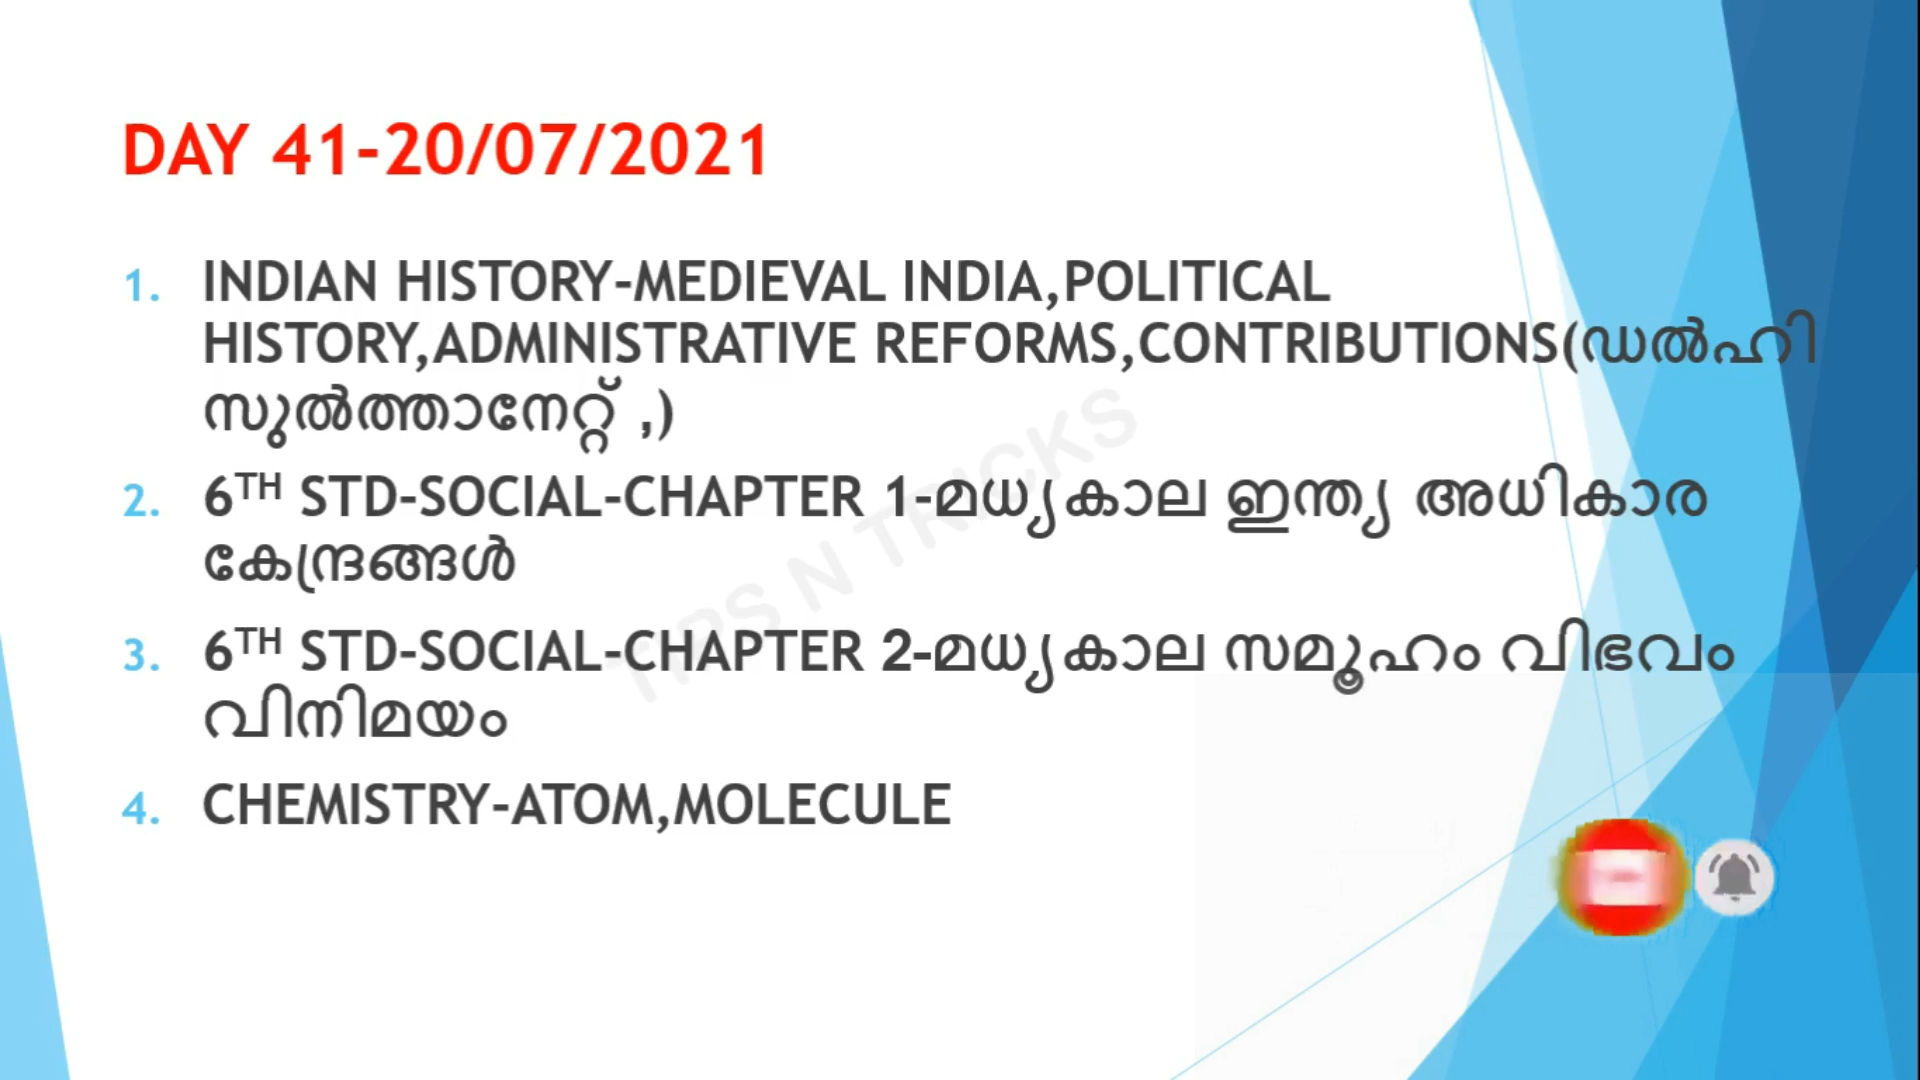 DAY 41-20/07/2021
1. INDIAN HISTORY-MEDIEVAL INDIA,POLITICAL
HISTORY,ADMINISTRATIVE REFORMS,CONTRIBUTIONS(ഡൽഹി
സുൽത്താനേറ്റ് ,)
2. 6TH STD-SOCIAL-CHAPTER 1-മധ്യകാല ഇന്ത്യ അധികാര
കേന്ദ്രങ്ങൾ
3. 6TH STD-SOCIAL-CHAPTER 2-മധ്യകാല സമൂഹം വിഭവം
വിനിമയം
4. CHEMISTRY-ATOM,MOLECULE
TIPS N TRICKS